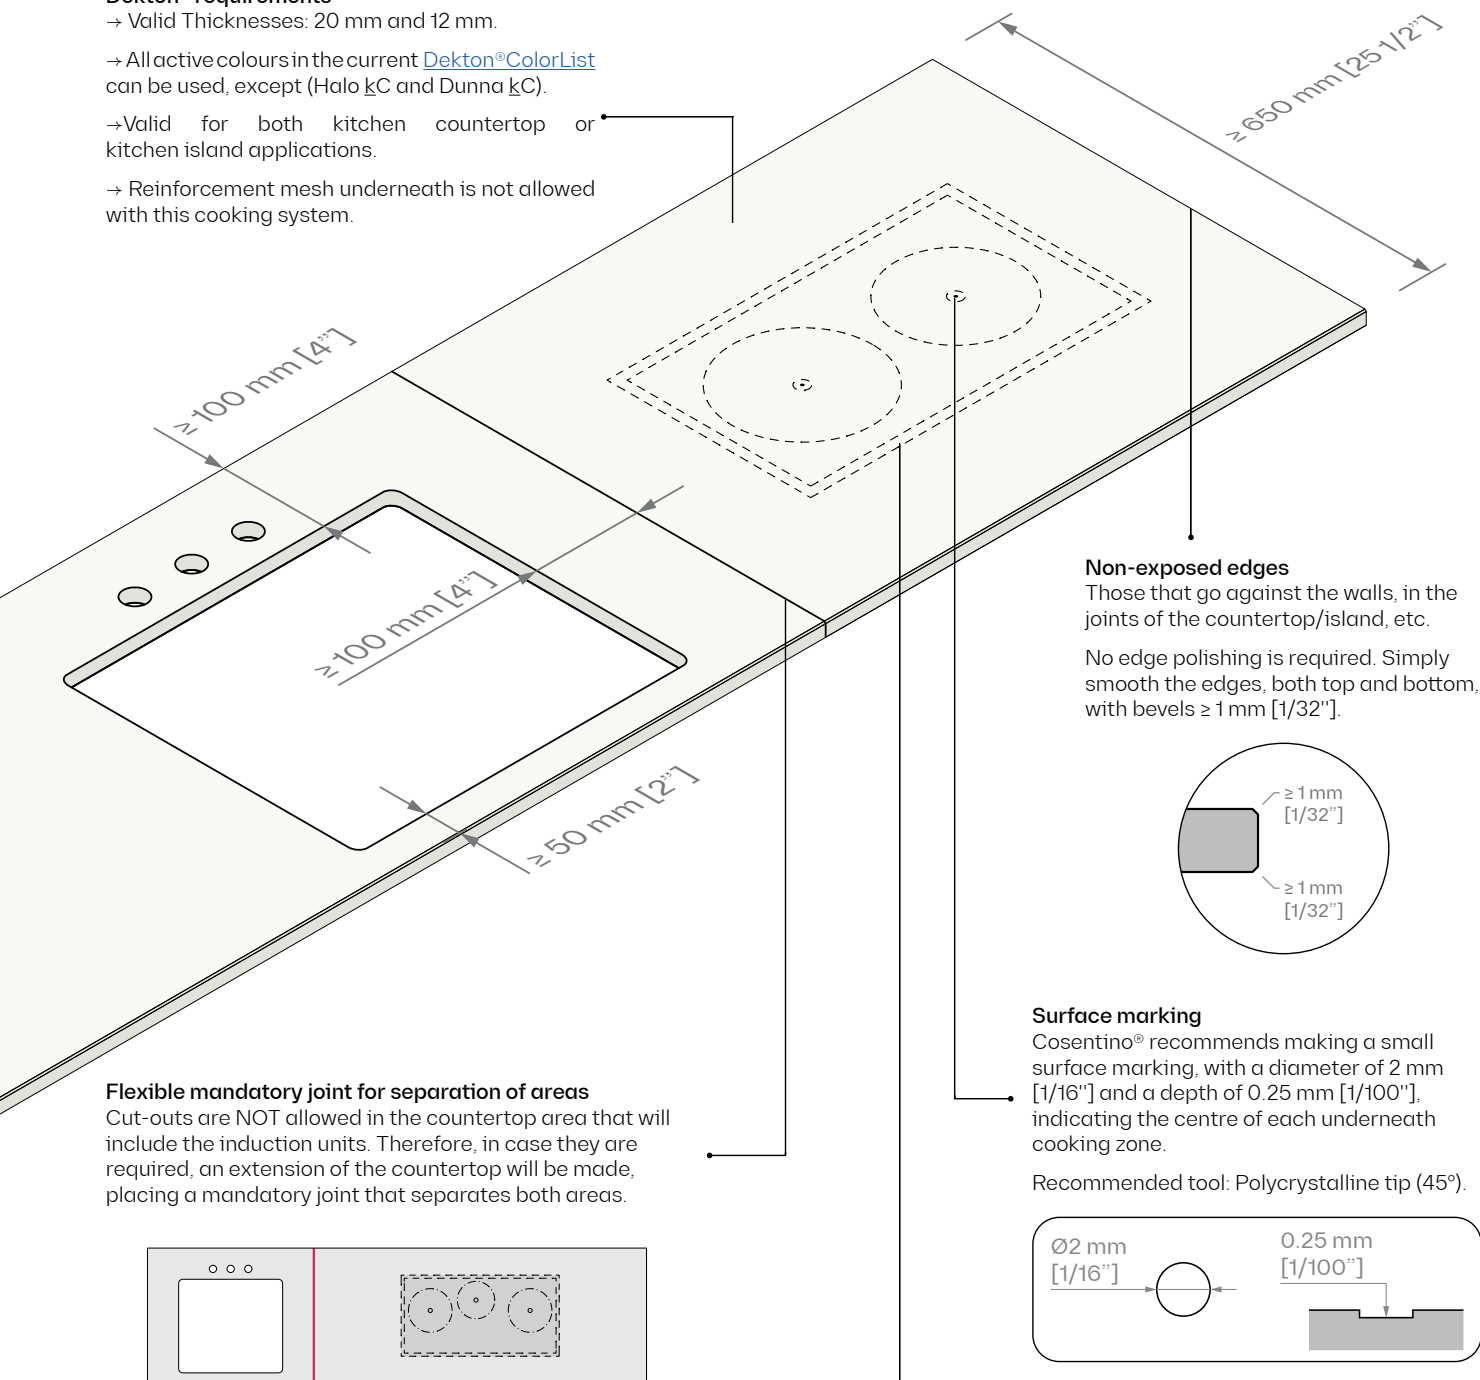 Dekton® requirements
→ Valid Thicknesses: 20 mm and 12 mm.
→ All active colours in the current Dekton®ColorList
can be used, except (Halo kC and Dunna kC).
→Valid for both kitchen countertop or
kitchen island applications.
→ Reinforcement mesh underneath is not allowed
with this cooking system.
≥ 650 mm [25 1/2”]
≥ 100 mm [4”]
≥ 100 mm [4”]
≥ 50 mm [2”]
Non-exposed edges
Those that go against the walls, in the
joints of the countertop/island, etc.
No edge polishing is required. Simply
smooth the edges, both top and bottom,
with bevels ≥ 1 mm [1/32''].
≥ 1 mm
[1/32”]
≥ 1 mm
[1/32”]
Surface marking
Cosentino® recommends making a small
surface marking, with a diameter of 2 mm
[1/16''] and a depth of 0.25 mm [1/100''],
indicating the centre of each underneath
cooking zone.
Recommended tool: Polycrystalline tip (45º).
Ø2 mm
[1/16”]
0.25 mm
[1/100”]
Flexible mandatory joint for separation of areas
Cut-outs are NOT allowed in the countertop area that will
include the induction units. Therefore, in case they are
required, an extension of the countertop will be made,
placing a mandatory joint that separates both areas.